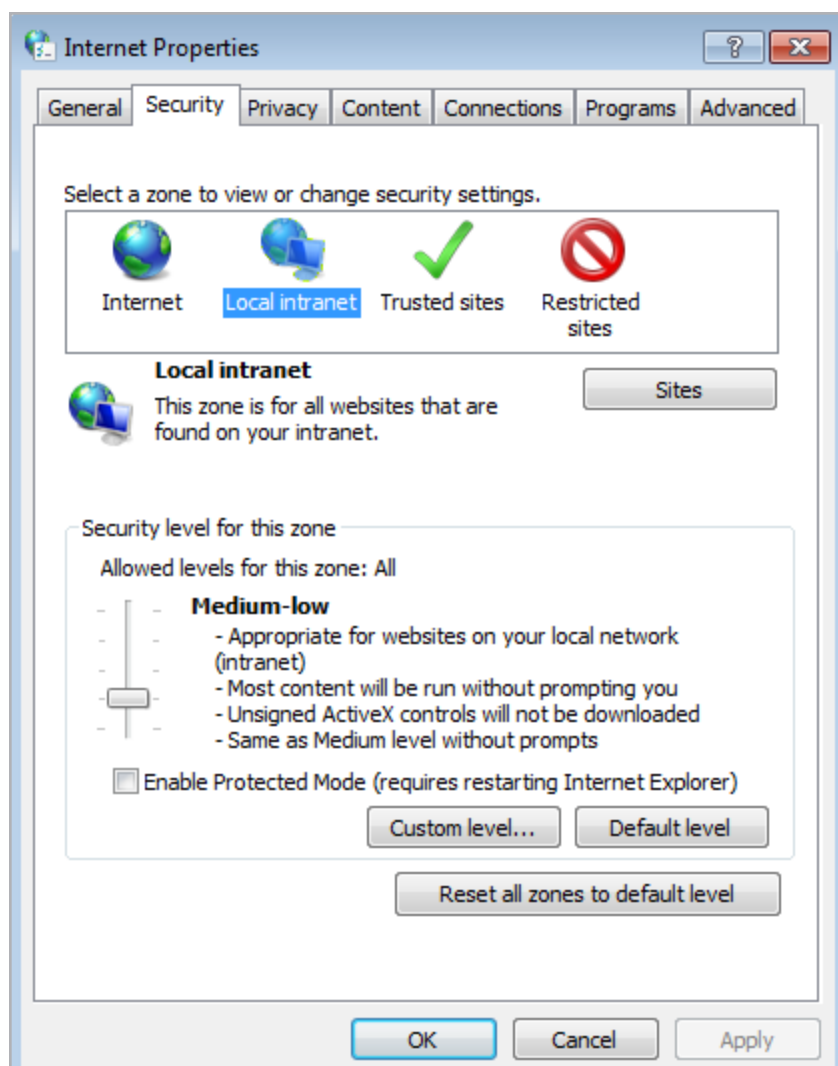 Internet Properties
General Security Privacy Content Connections Programs Advanced
Select a zone to view or change security settings.
Internet Local intranet Trusted sites Restricted
sites
Local intranet
Sites
This zone is for all websites that are
found on your intranet.
Security level for this zone
Allowed levels for this zone: All
Medium-low
- Appropriate for websites on your local network
(intranet)
- Most content will be run without prompting you
- Unsigned ActiveX controls will not be downloaded
- Same as Medium level without prompts
Enable Protected Mode (requires restarting Internet Explorer)
Custom level... Default level
Reset all zones to default level
OK Cancel Apply